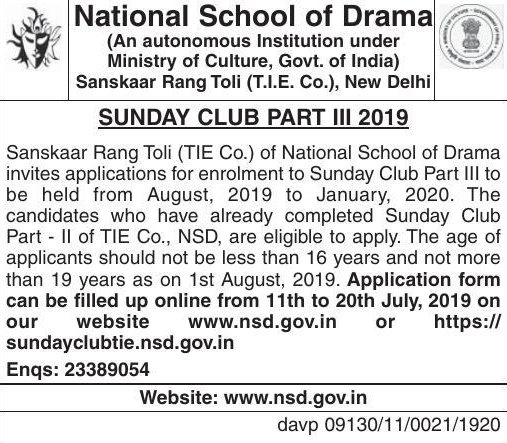 National School of Drama
(An autonomous Institution under
Ministry of Culture, Govt. of India)
Sanskaar Rang Toli (T.I.E. Co.), New Delhi
SUNDAY CLUB PART III 2019
Sanskaar Rang Toli (TIE Co.) of National School of Drama
invites applications for enrolment to Sunday Club Part III to
be held from August, 2019 to January, 2020. The
candidates who have already completed Sunday Club
Part - II of TIE Co., NSD, are eligible to apply. The age of
applicants should not be less than 16 years and not more
than 19 years as on 1st August, 2019. Application form
can be filled up online from 11th to 20th July, 2019 on
our website www.nsd.gov.in or https://
sundayclubtie.nsd.gov.in
Enqs: 23389054
Website: www.nsd.gov.in
davp 09130/11/0021/1920